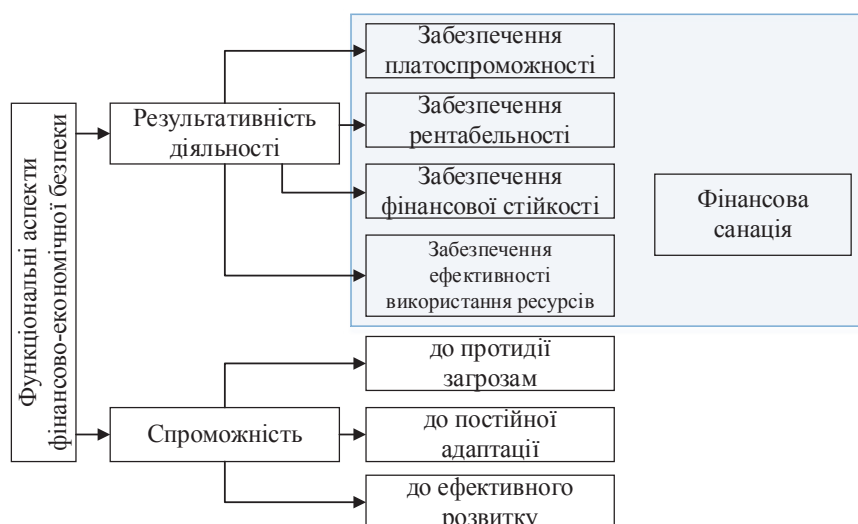 Функціональні аспекти
фінансово-економічної безпеки
Результативність
діяльності
Забезпечення
платоспроможності
Забезпечення
рентабельності
Забезпечення
фінансової стійкості
Забезпечення
ефективності
використання ресурсів
Фінансова
санація
Спроможність
до протидії
загрозам
до постійної
адаптації
до ефективного
розвитку